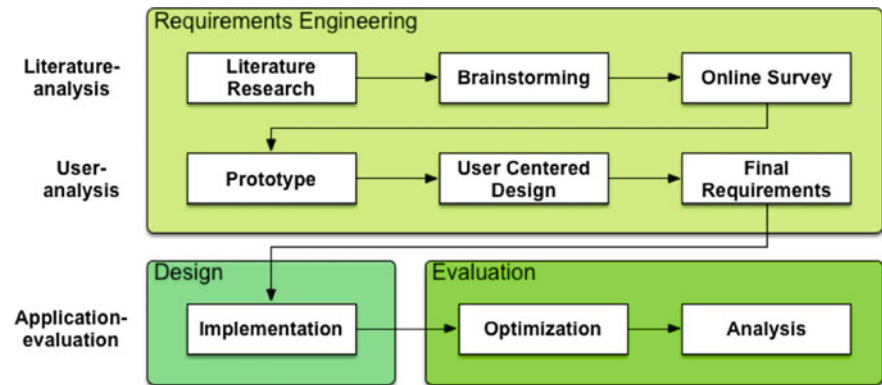 Requirements Engineering
Literature-
analysis
Literature
Research
Brainstorming
Online Survey
User-
analysis
Prototype
User Centered
Design
Final
Requirements
Design
Evaluation
Application-
evaluation
Implementation
Optimization
Analysis